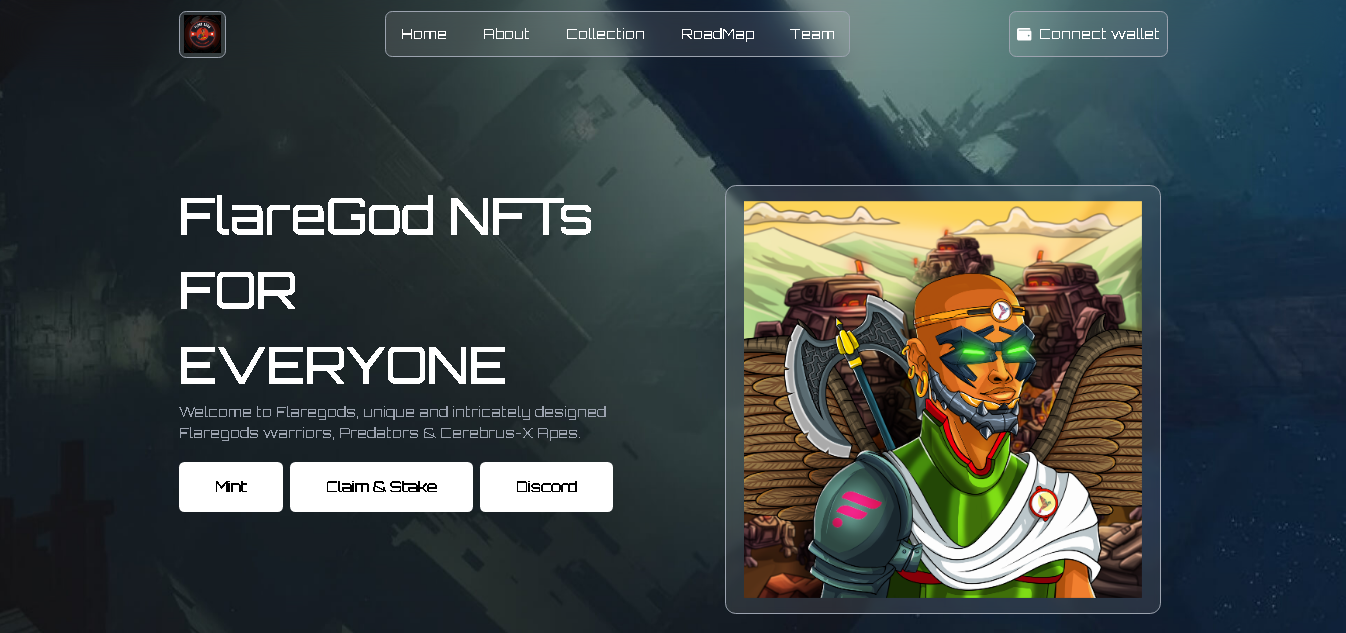 Home About Collection RoadMap Team
Connect wallet
FlareGod NFTs
FOR
EVERYONE
Welcome to Flaregods, unique and intricately designed
Flaregods warriors, Predators & Cerebrus-X Apes.
Mint Claim & Stake Discord